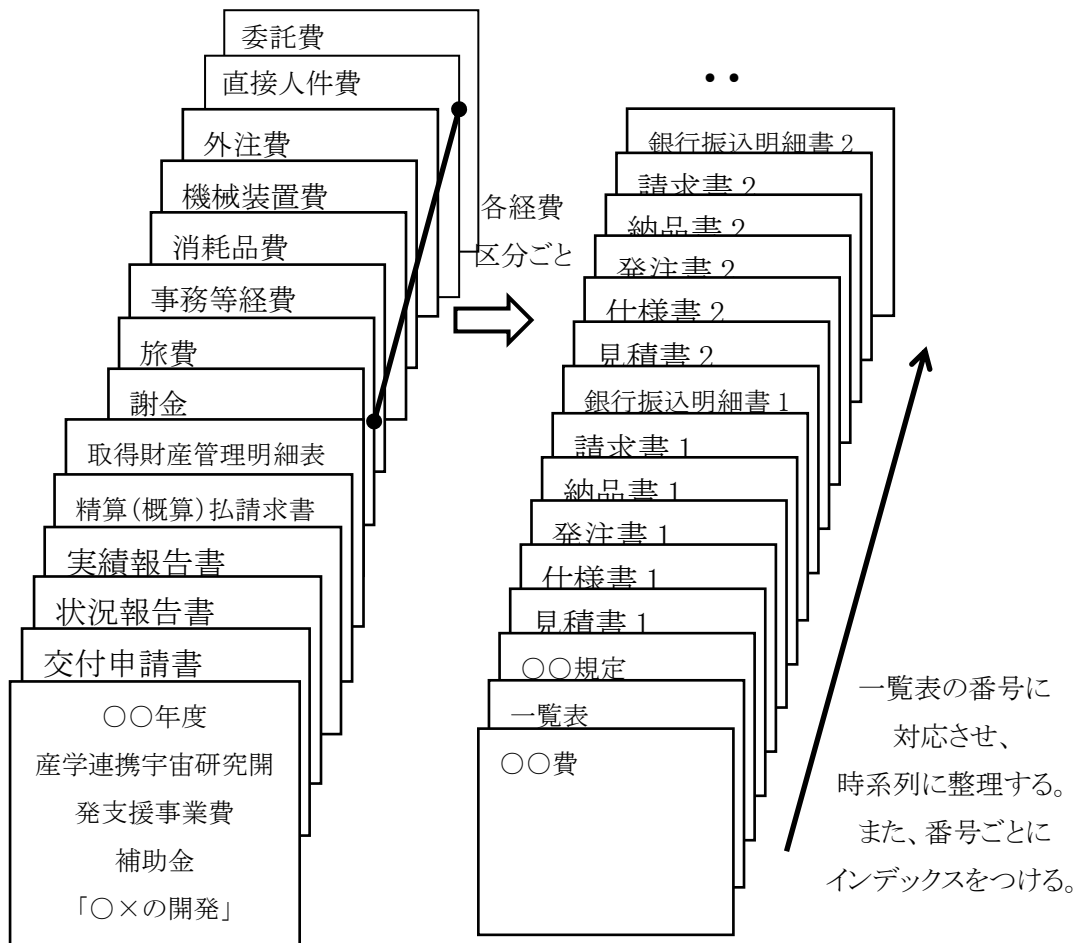 委託費
直接人件費
外注費
機械装置費
消耗品費
事務等経費
旅費
謝金
取得財産管理明細表
精算(概算)払請求書
実績報告書
状況報告書
交付申請書
○○年度
産学連携宇宙研究開
発支援事業費
補助金
「○×の開発」
各経費
区分ごと
・・
銀行振込明細書2
請求書2
納品書2
発注書2
仕様書2
見積書2
銀行振込明細書1
請求書1
納品書1
発注書1
仕様書1
見積書1
○○規定
一覧表
○○費
一覧表の番号に
対応させ、
時系列に整理する。
また、番号ごとに
インデックスをつける。